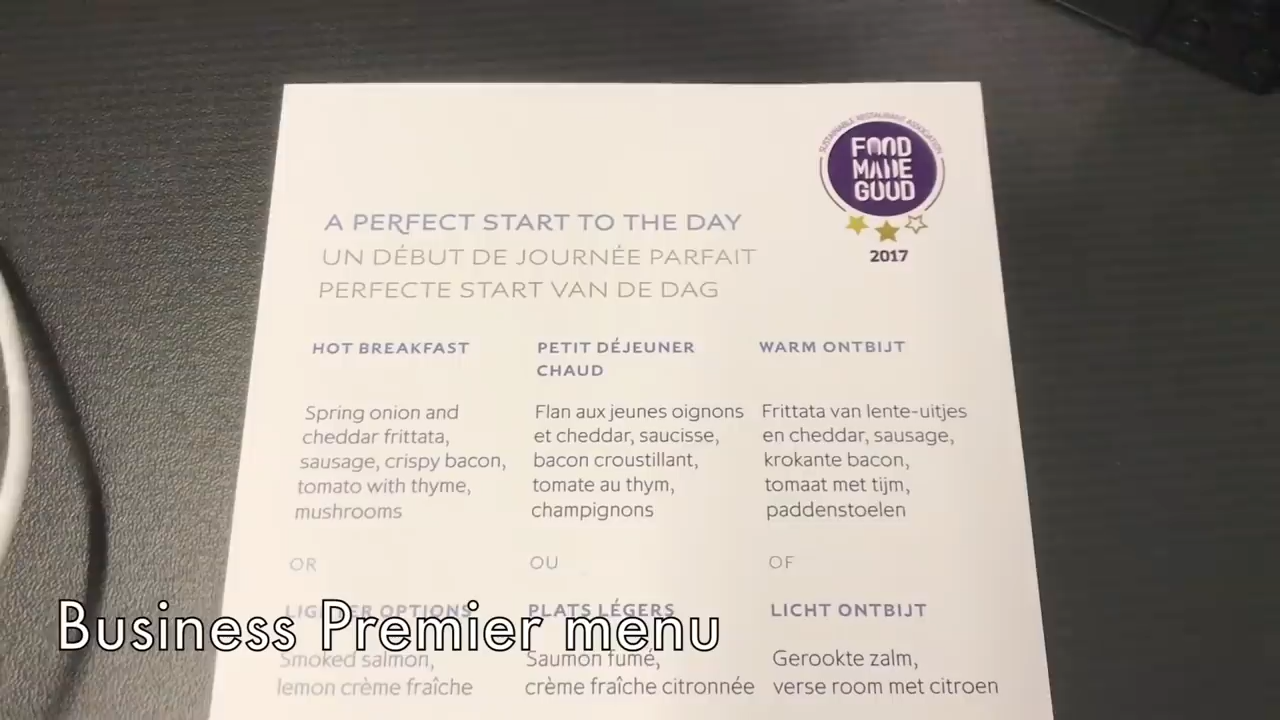 SUSTAINABLE RESTAURANT ASSOCIATION
FOOD
MADE
GOOD
2017
A PERFECT START TO THE DAY
UN DÉBUT DE JOURNÉE PARFAIT
PERFECTE START VAN DE DAG
HOT BREAKFAST
Spring onion and
cheddar frittata,
sausage, crispy bacon,
tomato with thyme,
mushrooms
OR
LIGHTER OPTIONS
Smoked salmon,
lemon crème fraîche
PETIT DÉJEUNER
CHAUD
Flan aux jeunes oignons
et cheddar, saucisse,
bacon croustillant,
tomate au thym,
champignons
OU
PLATS LÉGERS
Saumon fumé,
crème fraîche citronnée
WARM ONTBIJT
Frittata van lente-uitjes
en cheddar, sausage,
krokante bacon,
tomaat met tijm,
paddenstoelen
OF
LICHT ONTBIJT
Gerookte zalm,
verse room met citroen
Business Premier menu